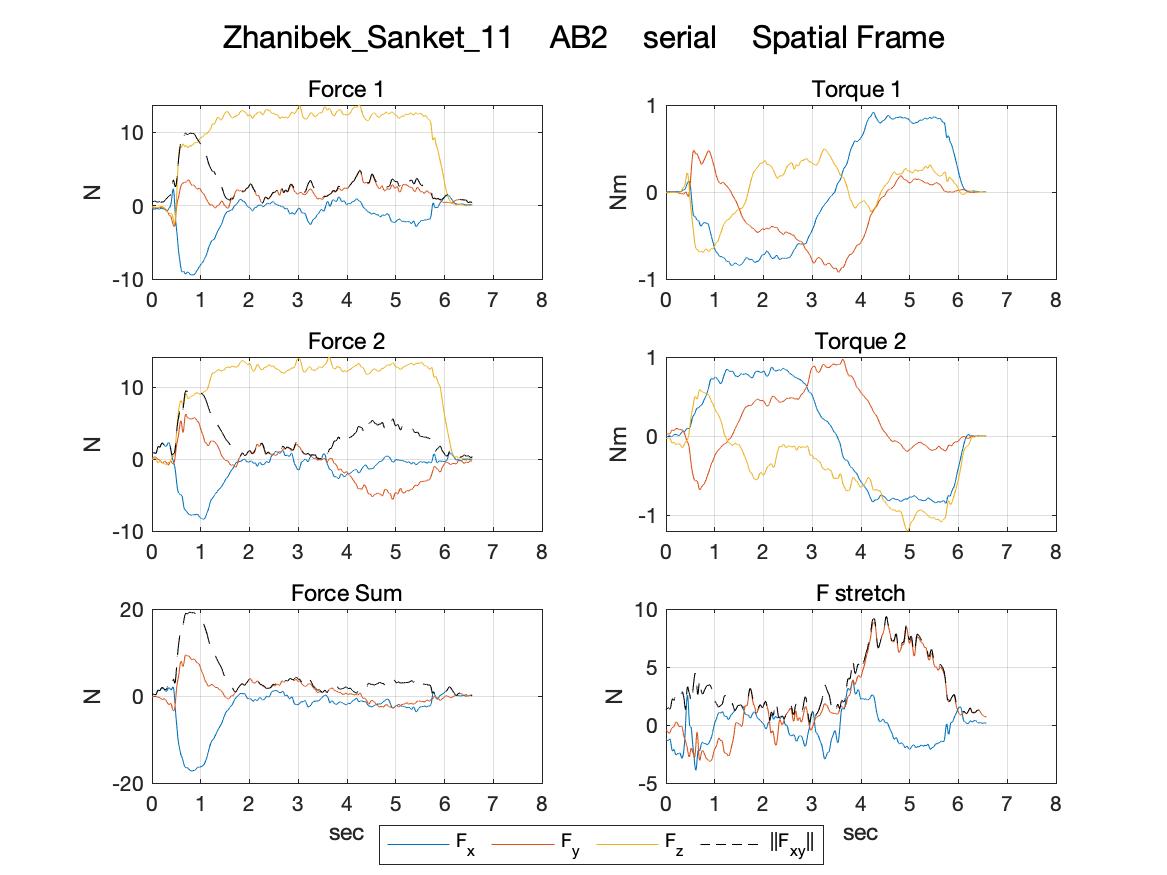 Zhanibek_Sanket_11 AB2 serial Spatial Frame
Force 1
Torque 1
N
10
0
-10
0 1 2 3 4 5 6 7 8
Nm
1
0
-1
0 1 2 3 4 5 6 7 8
Force 2
Torque 2
N
10
0
-10
0 1 2 3 4 5 6 7 8
Nm
1
0
-1
0 1 2 3 4 5 6 7 8
Force Sum
F stretch
N
20
0
-20
0 1 2 3 4 5 6 7 8
N
10
5
0
-5
0 1 2 3 4 5 6 7 8
sec
sec
Fx Fy Fz ||Fxy||